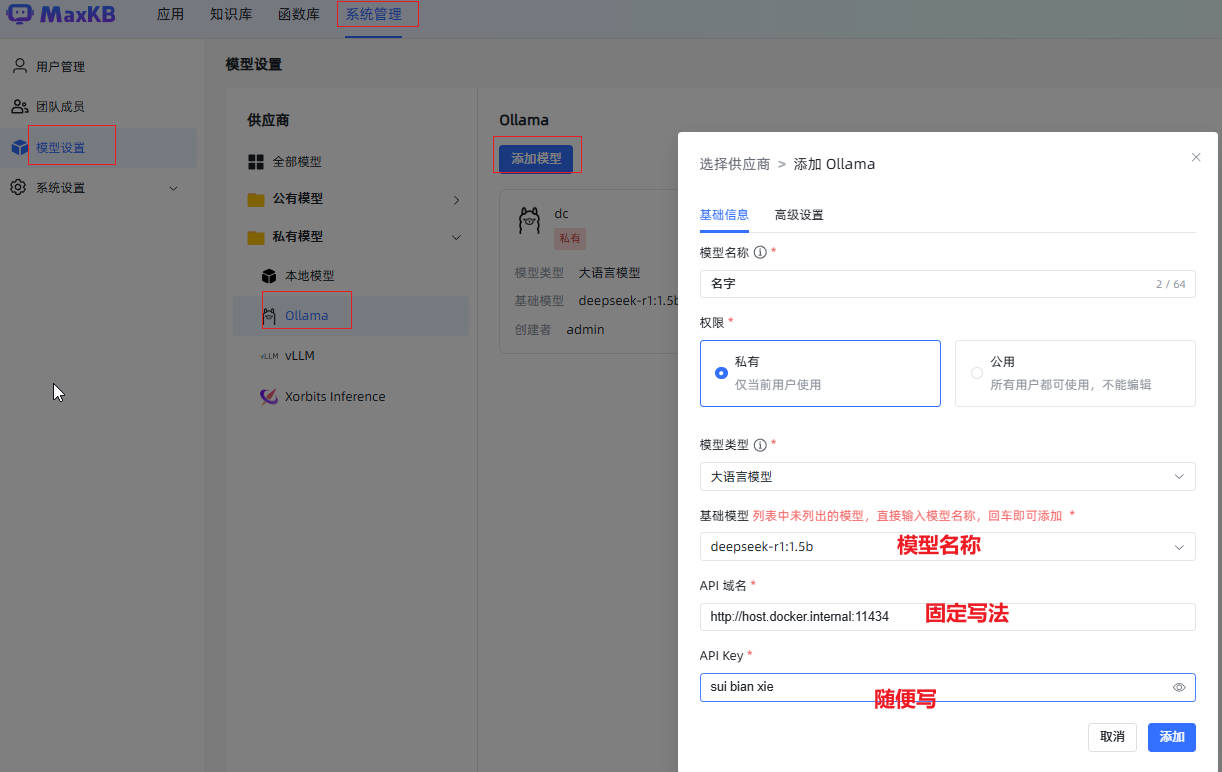 MaxKB 应用 知识库 函数库 系统管理
用户管理
团队成员
模型设置
系统设置
模型设置
供应商
全部模型
公有模型
私有模型
本地模型
Ollama
vLLM vLLM
Xorbits Inference
Ollama
添加模型
dc
私有
模型类型 大语言模型
基础模型 deepseek-r1:1.5b
创建者 admin
选择供应商 > 添加 Ollama
基础信息 高级设置
模型名称 *
名字 2 / 64
权限 *
私有
仅当前用户使用
公用
所有用户都可使用，不能编辑
模型类型 *
大语言模型
基础模型 列表中未列出的模型，直接输入模型名称，回车即可添加 *
deepseek-r1:1.5b 模型名称
API 域名 *
http://host.docker.internal:11434 固定写法
API Key *
sui bian xie 随便写
取消 添加